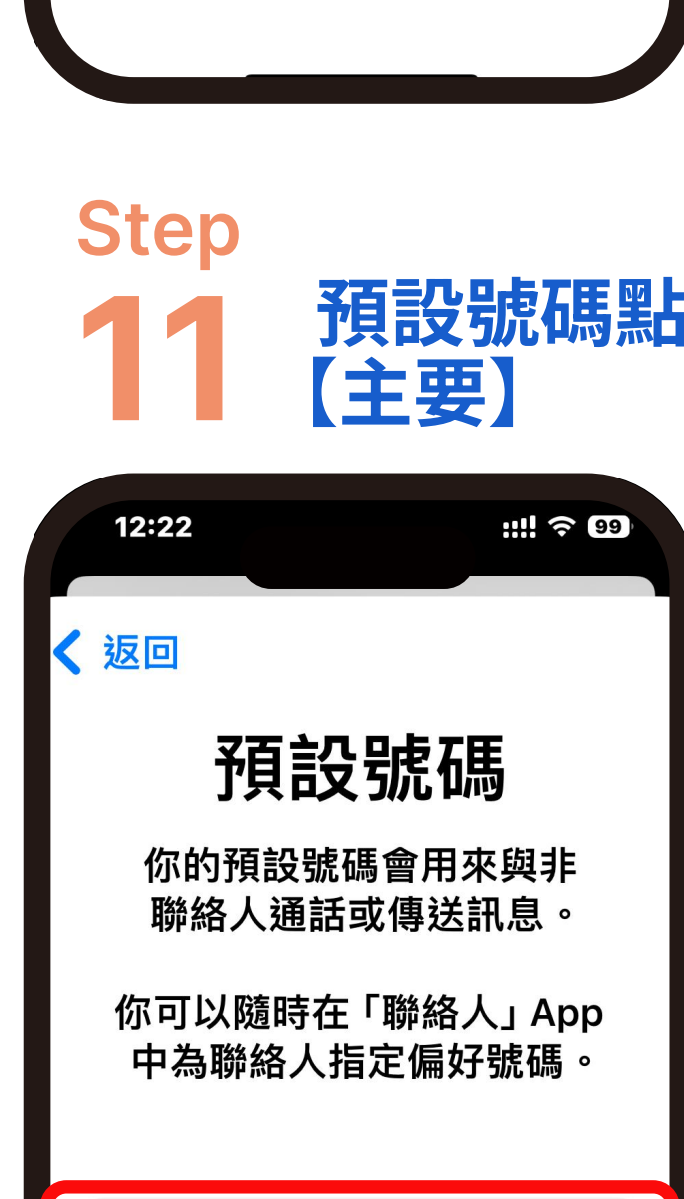 Step
11
預設號碼點
【主要】
12:22
99
返回
預設號碼
你的預設號碼會用來與非
聯絡人通話或傳送訊息。
你可以隨時在「聯絡人」App
中為聯絡人指定偏好號碼。